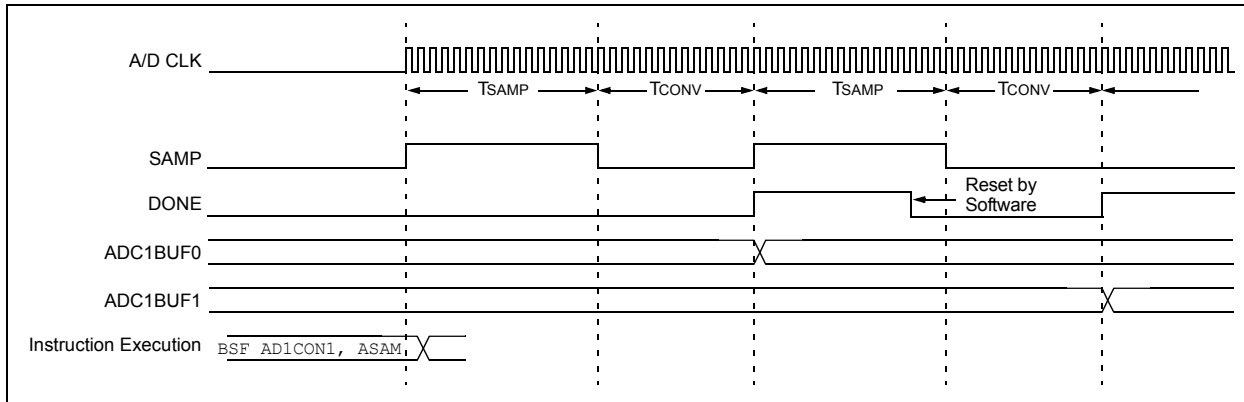 A/D CLK
TSAMP TCONV TSAMP TCONV
SAMP
DONE
Reset by
Software
ADC1BUF0
ADC1BUF1
Instruction Execution BSF AD1CON1, ASAM